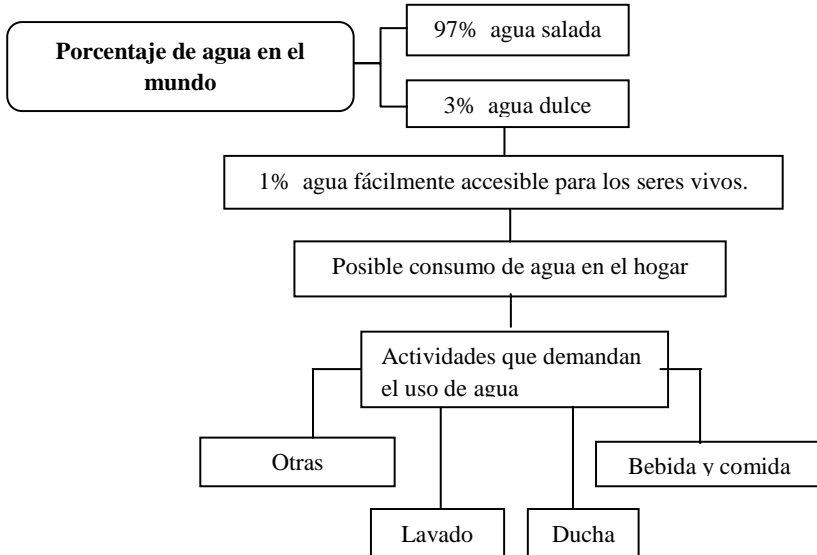 97% agua salada
Porcentaje de agua en el
mundo
3% agua dulce
1% agua fácilmente accesible para los seres vivos.
Posible consumo de agua en el hogar
Actividades que demandan
el uso de agua
Otras
Bebida y comida
Lavado
Ducha